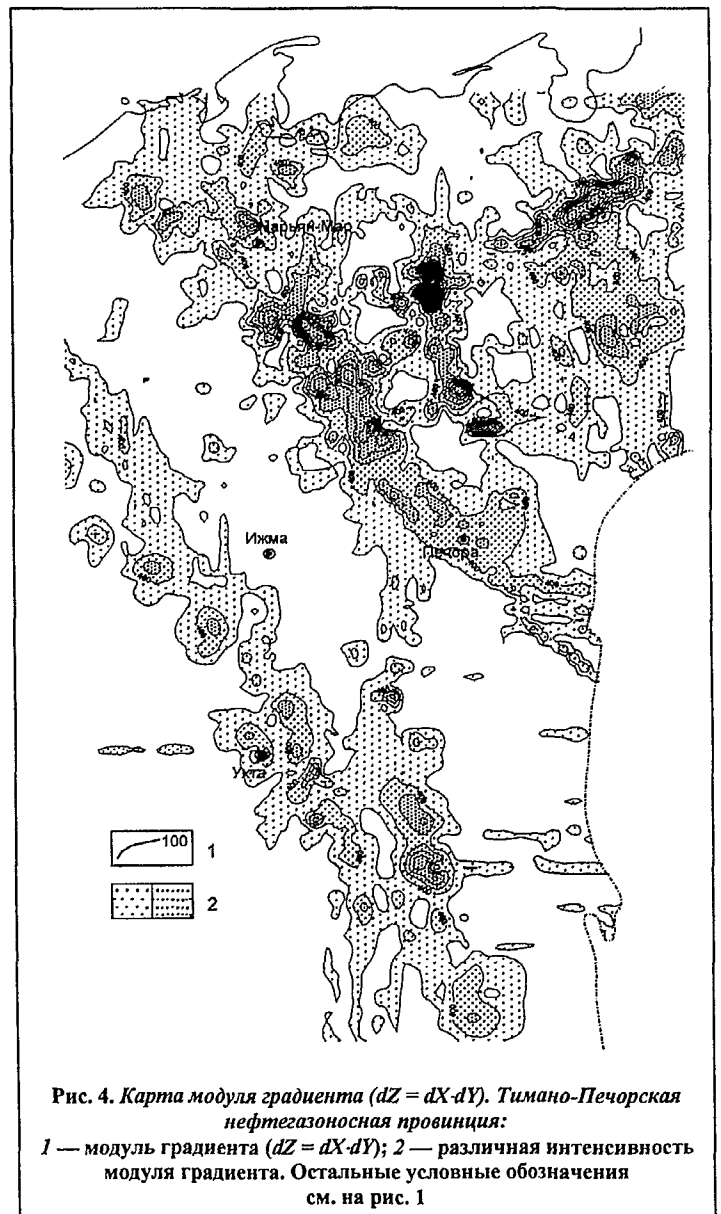 Нарьян-Мар
Ижма
Печора
Ухта
100 1
2
Рис. 4. Карта модуля градиента (dZ = dX·dY). Тимано-Печорская
нефтегазоносная провинция:
1 — модуль градиента (dZ = dX·dY); 2 — различная интенсивность
модуля градиента. Остальные условные обозначения
см. на рис. 1